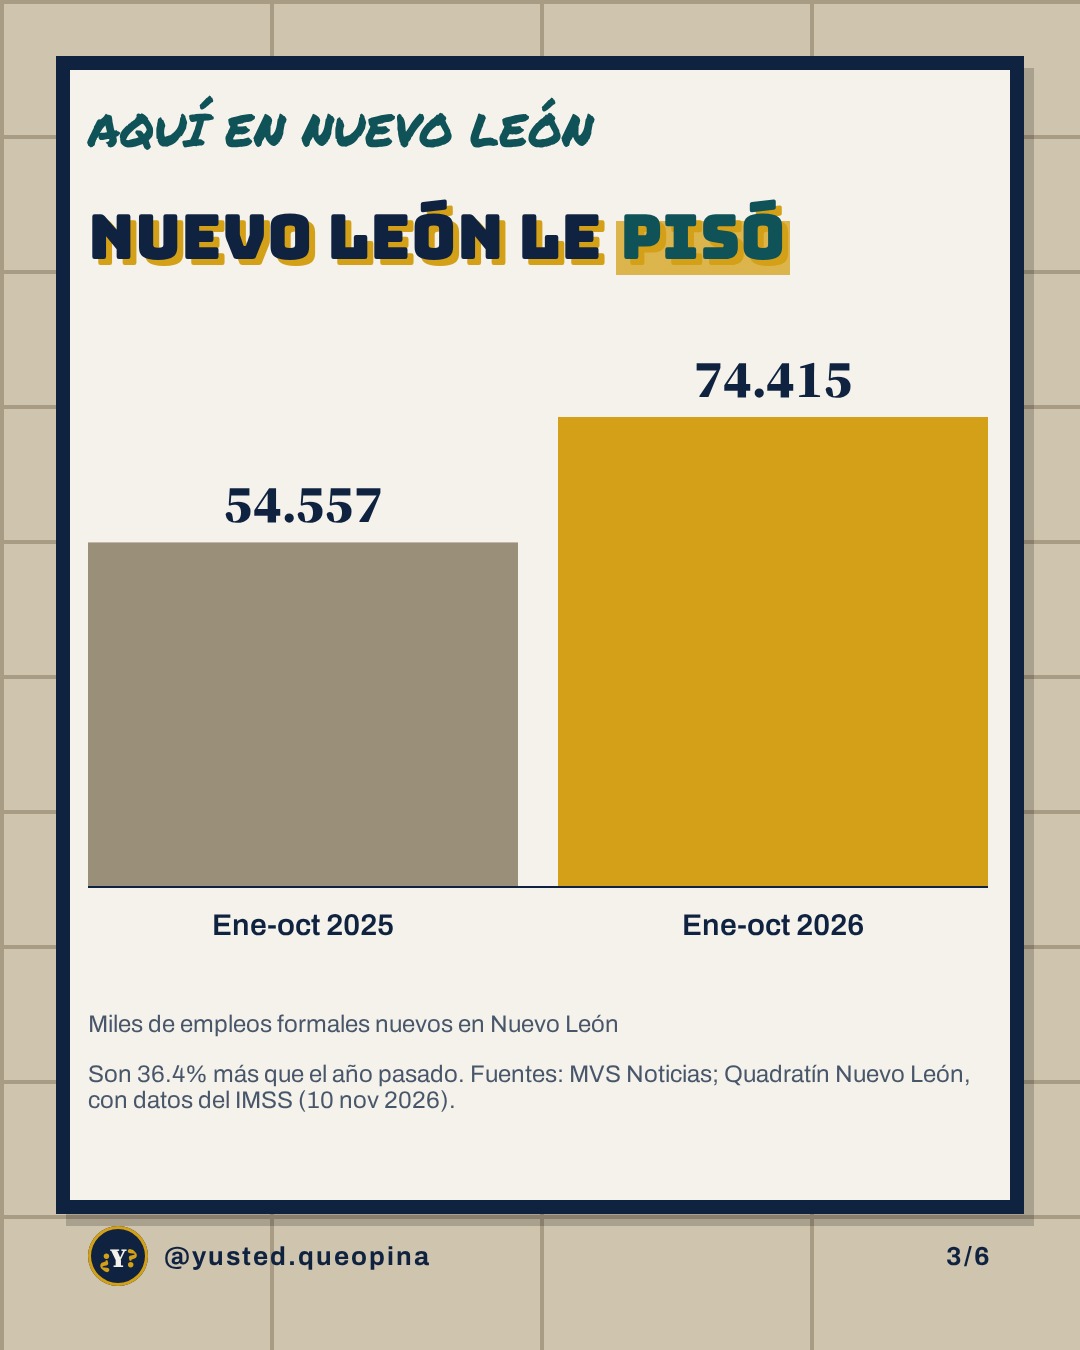 AQUÍ EN NUEVO LEÓN
NUEVO LEÓN LE PISÓ
54.557
74.415
Ene-oct 2025
Ene-oct 2026
Miles de empleos formales nuevos en Nuevo León
Son 36.4% más que el año pasado. Fuentes: MVS Noticias; Quadratín Nuevo León,
con datos del IMSS (10 nov 2026).
¿Y?
@yusted.queopina
3/6